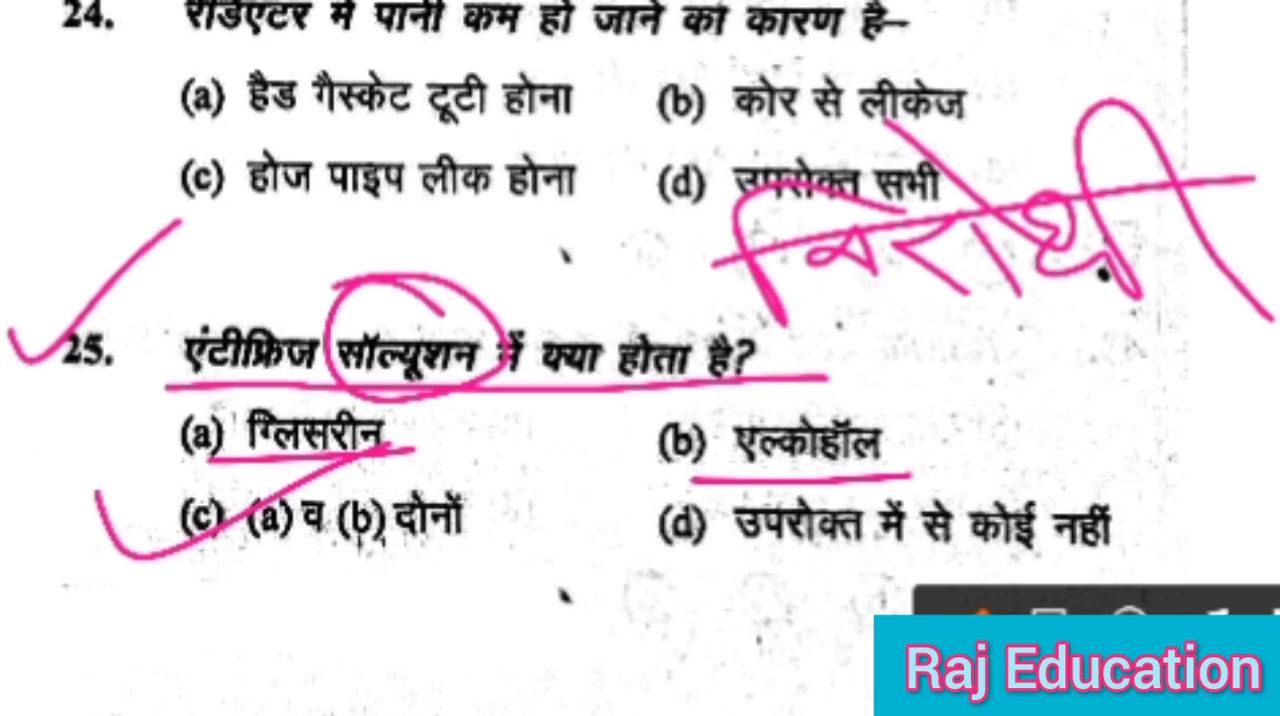 24. रेडिएटर में पानी कम हो जाने का कारण है–
(a) हैड गैस्केट टूटी होना (b) कोर से लीकेज
(c) होज पाइप लीक होना (d) उपरोक्त सभी
विरोधी
25. एंटीफ्रिज सॉल्यूशन में क्या होता है?
(a) ग्लिसरीन (b) एल्कोहॉल
(c) (a) व (b) दोनों (d) उपरोक्त में से कोई नहीं
Raj Education